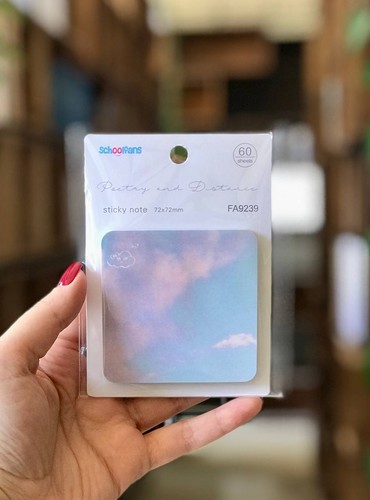 schoolfans
60
sheets
Poetry and Distance
sticky note 72x72mm FA9239